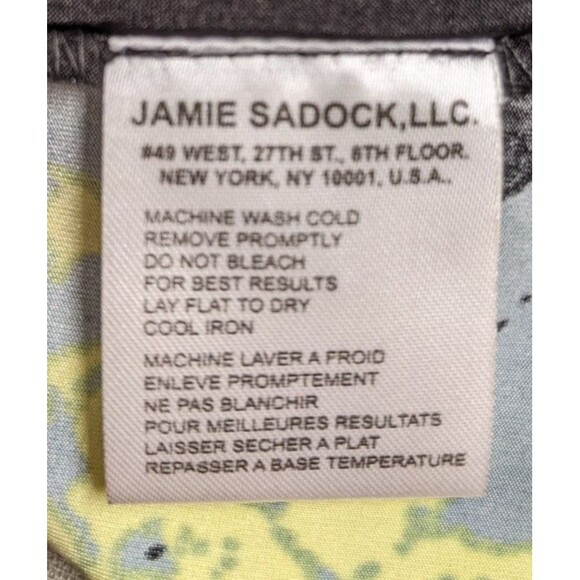 JAMIE SADOCK,LLC.
#49 WEST, 27TH ST., 6TH FLOOR.
NEW YORK, NY 10001, U.S.A..
MACHINE WASH COLD
REMOVE PROMPTLY
DO NOT BLEACH
FOR BEST RESULTS
LAY FLAT TO DRY
COOL IRON
MACHINE LAVER A FROID
ENLEVE PROMPTEMENT
NE PAS BLANCHIR
POUR MEILLEURES RESULTATS
LAISSER SECHER A PLAT
REPASSER A BASE TEMPERATURE